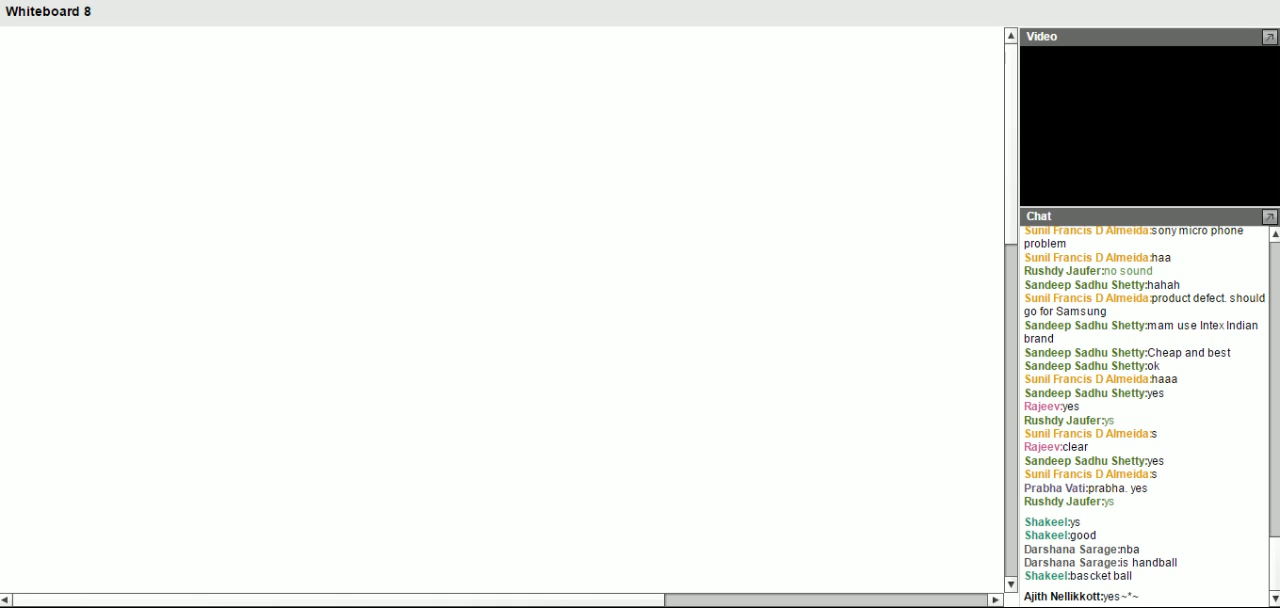 Whiteboard 8
Video
Chat
Sunil Francis D Almeida:sony micro phone
problem
Sunil Francis D Almeida:haa
Rushdy Jaufer:no sound
Sandeep Sadhu Shetty:hahah
Sunil Francis D Almeida:product defect. should
go for Samsung
Sandeep Sadhu Shetty:mam use Intex Indian
brand
Sandeep Sadhu Shetty:Cheap and best
Sandeep Sadhu Shetty:ok
Sunil Francis D Almeida:haaa
Sandeep Sadhu Shetty:yes
Rajeev:yes
Rushdy Jaufer:ys
Sunil Francis D Almeida:s
Rajeev:clear
Sandeep Sadhu Shetty:yes
Sunil Francis D Almeida:s
Prabha Vati:prabha. yes
Rushdy Jaufer:ys
Shakeel:ys
Shakeel:good
Darshana Sarage:nba
Darshana Sarage:is handball
Shakeel:bascket ball
Ajith Nellikkott:yes~*~